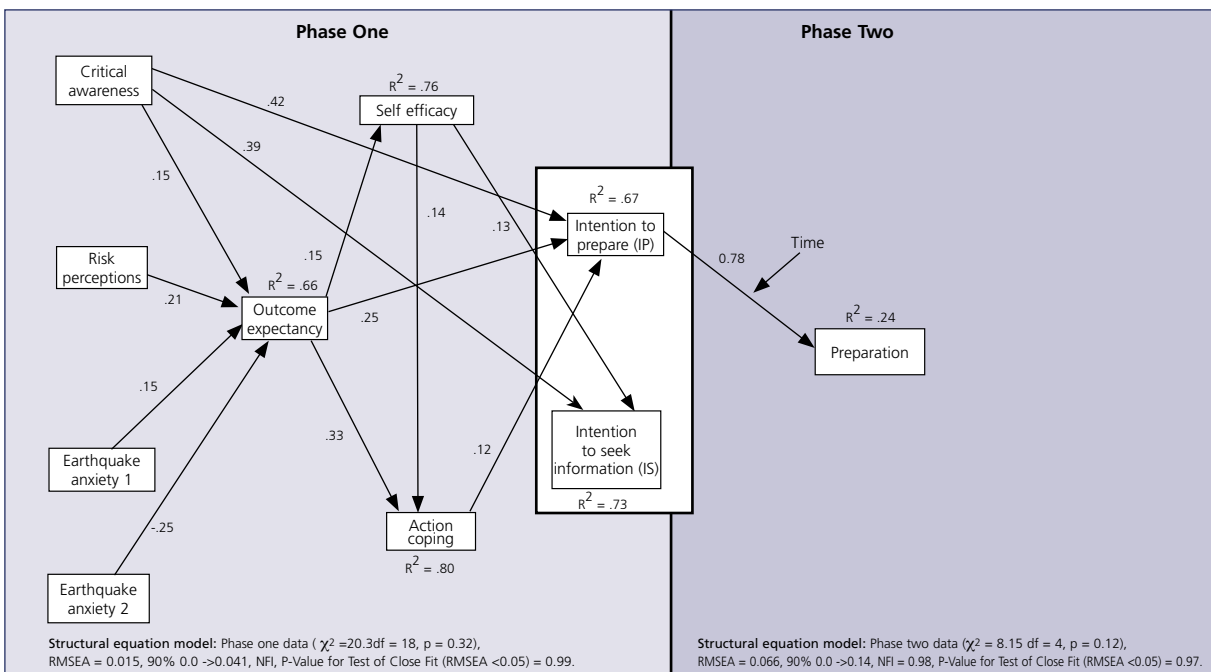 Phase One
Phase Two
Critical
awareness
R² = .76
Self efficacy
.42
.39
.15
.14
.13
R² = .67
Intention to
prepare (IP)
Time
0.78
Risk
perceptions
.21
R² = .66
Outcome
expectancy
.15
.25
R² = .24
Preparation
.15
.33
.12
Intention
to seek
information (IS)
R² = .73
Earthquake
anxiety 1
-.25
Action
coping
R² = .80
Earthquake
anxiety 2
Structural equation model: Phase one data ( χ² =20.3df = 18, p = 0.32),
RMSEA = 0.015, 90% 0.0 ->0.041, NFI, P-Value for Test of Close Fit (RMSEA <0.05) = 0.99.
Structural equation model: Phase two data (χ² = 8.15 df = 4, p = 0.12),
RMSEA = 0.066, 90% 0.0 ->0.14, NFI = 0.98, P-Value for Test of Close Fit (RMSEA <0.05) = 0.97.